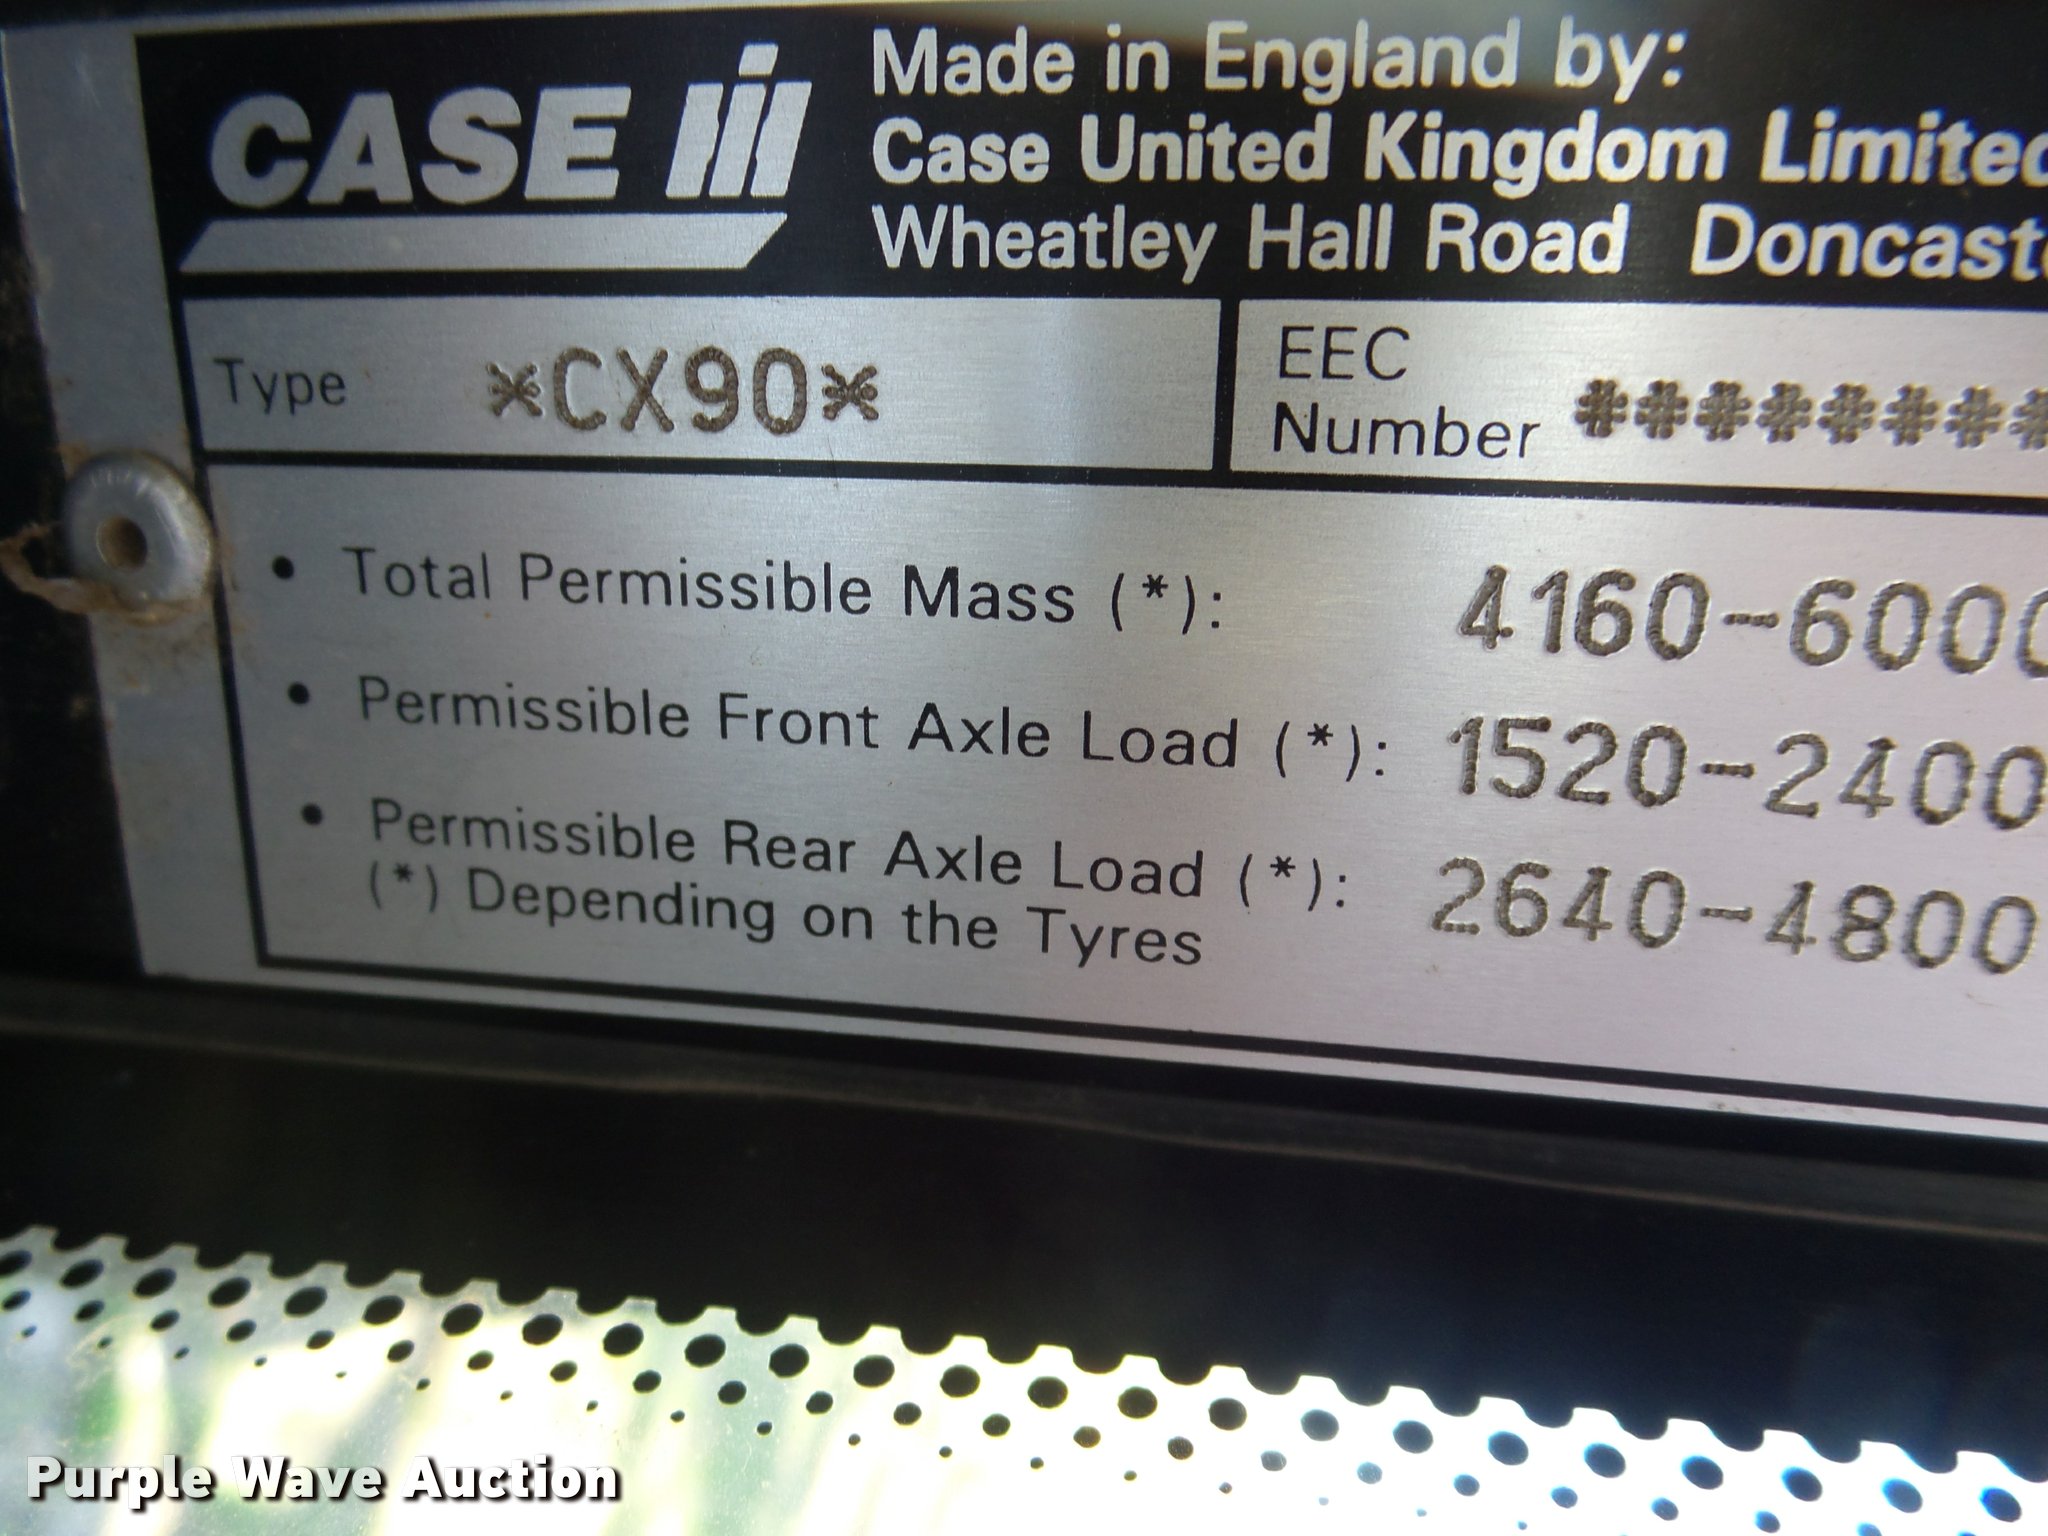 CASE IH
Made in England by:
Case United Kingdom Limited
Wheatley Hall Road Doncast
Type *CX90*
EEC
Number ########
• Total Permissible Mass (*): 4160-6000
• Permissible Front Axle Load (*): 1520-2400
• Permissible Rear Axle Load (*): 2640-4800
(*) Depending on the Tyres
Purple Wave Auction